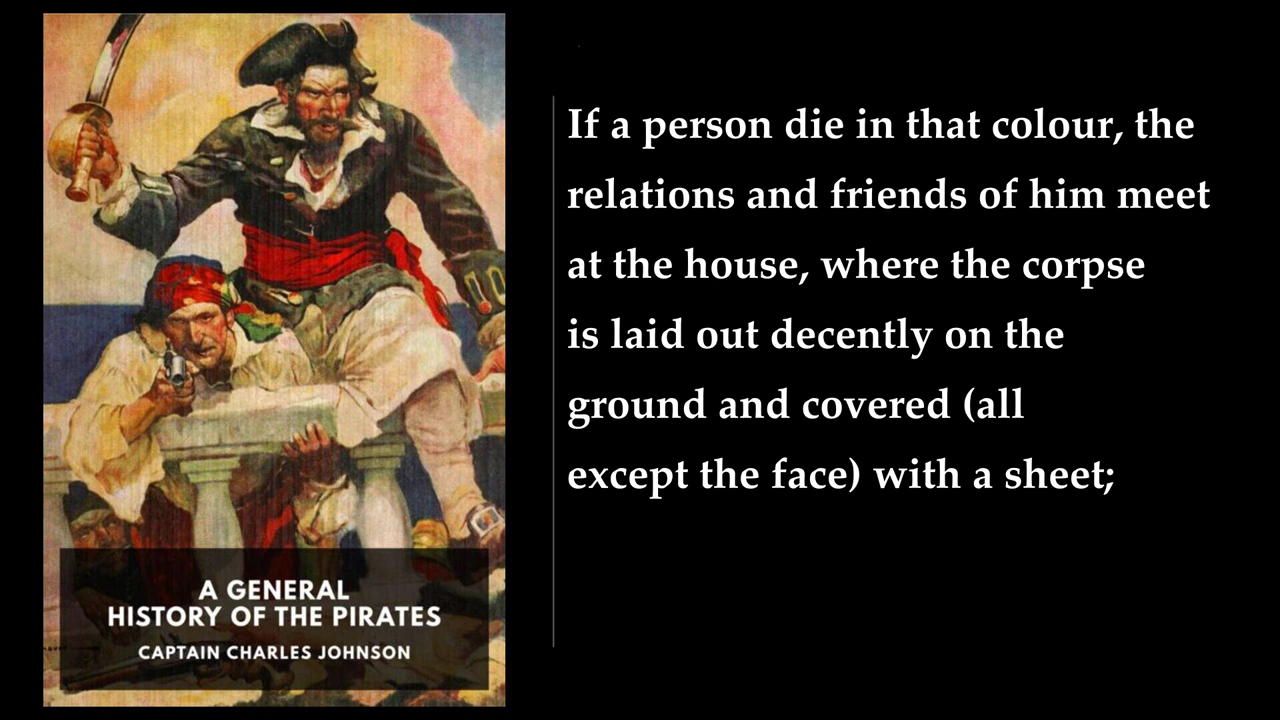 If a person die in that colour, the
relations and friends of him meet
at the house, where the corpse
is laid out decently on the
ground and covered (all
except the face) with a sheet;
A GENERAL
HISTORY OF THE PIRATES
CAPTAIN CHARLES JOHNSON